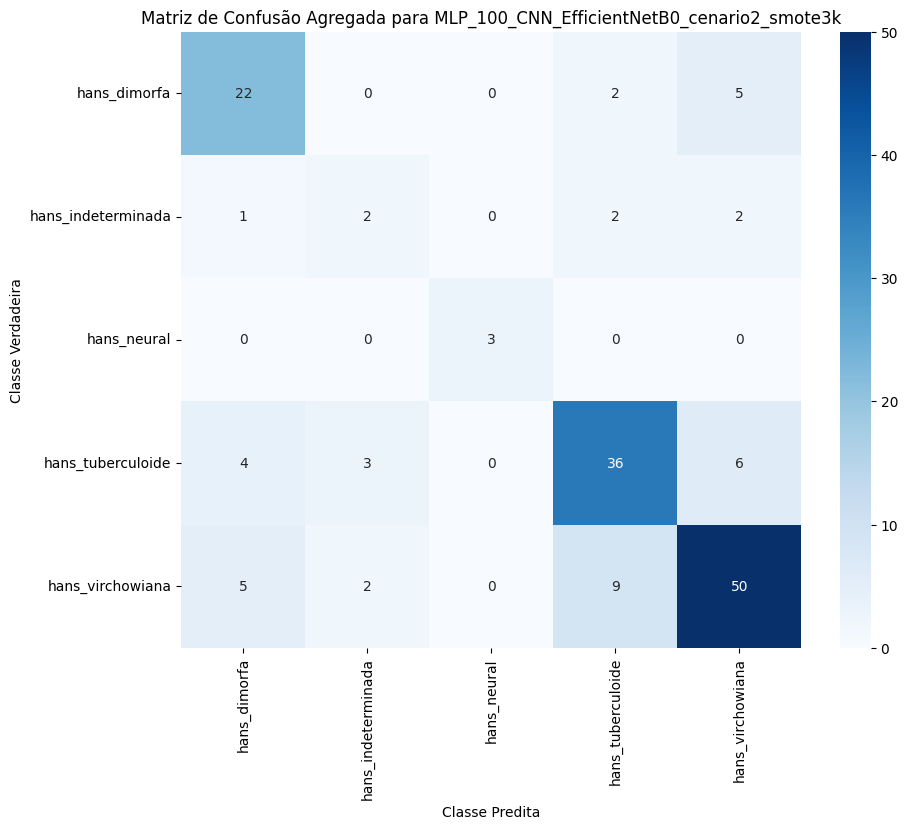 Matriz de Confusão Agregada para MLP_100_CNN_EfficientNetB0_cenario2_smote3k
Classe Verdadeira
hans_dimorfa 22 0 0 2 5
hans_indeterminada 1 2 0 2 2
hans_neural 0 0 3 0 0
hans_tuberculoide 4 3 0 36 6
hans_virchowiana 5 2 0 9 50
hans_dimorfa hans_indeterminada hans_neural hans_tuberculoide hans_virchowiana
Classe Predita
50
40
30
20
10
0